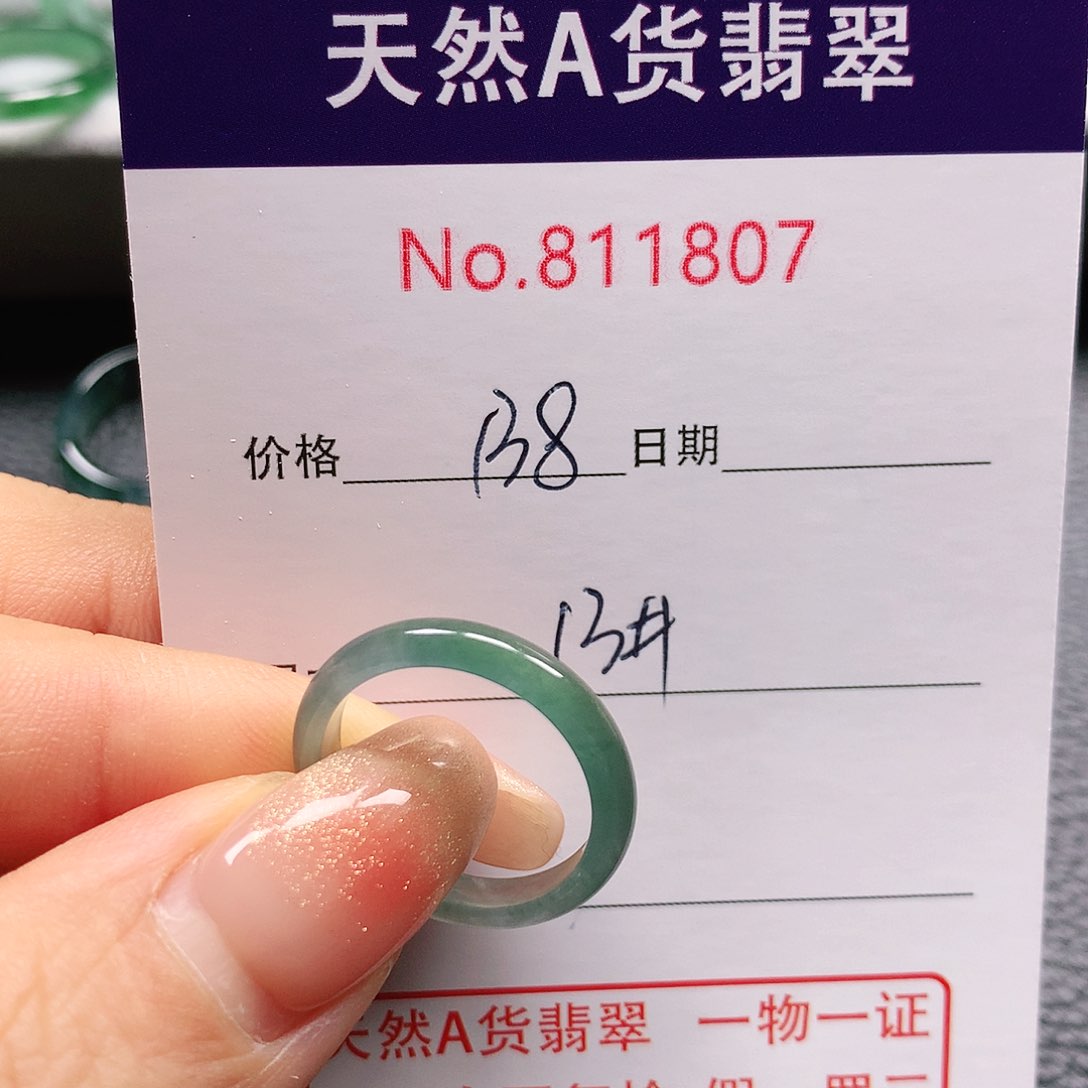 天然A货翡翠
No.811807
价格 138 日期
13#
天然A货翡翠 一物一证